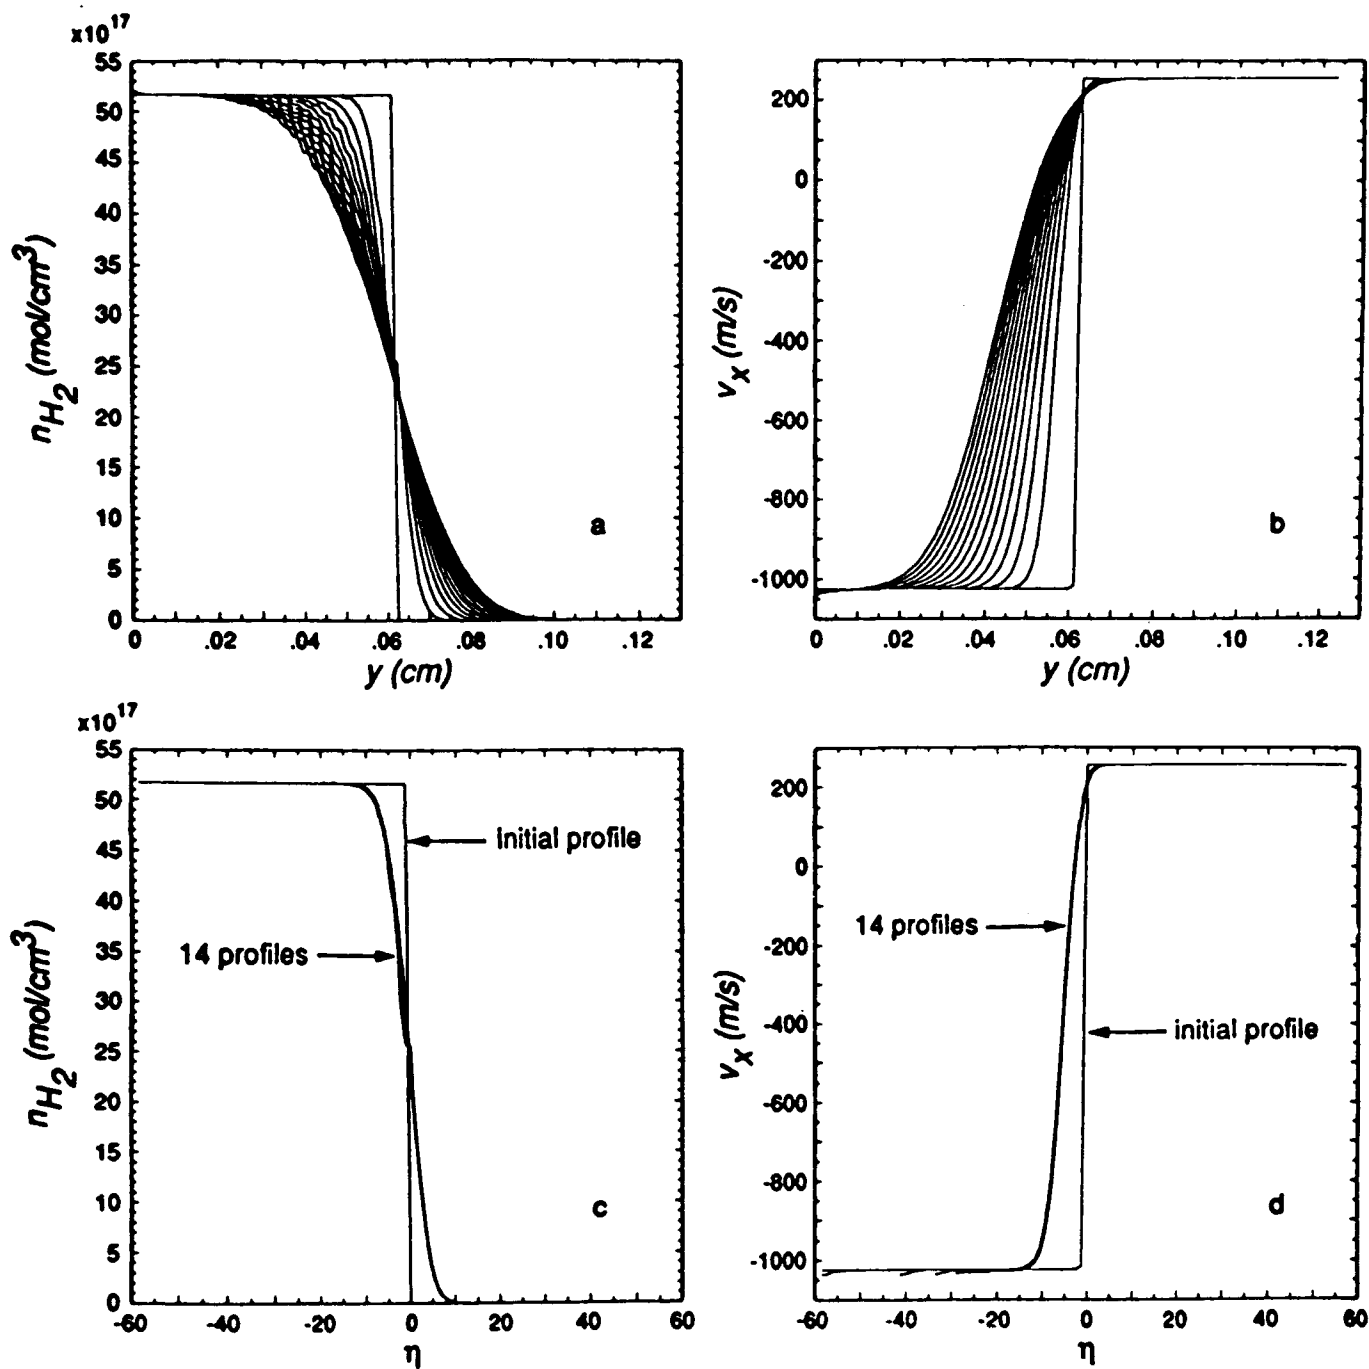 x10^17
55
50
45
40
35
30
25
20
15
10
5
0
n_H2 (mol/cm^3)
a
0 .02 .04 .06 .08 .10 .12
y (cm)
200
0
-200
-400
-600
-800
-1000
v_x (m/s)
b
0 .02 .04 .06 .08 .10 .12
y (cm)
x10^17
55
50
45
40
35
30
25
20
15
10
5
0
n_H2 (mol/cm^3)
initial profile
14 profiles
c
-60 -40 -20 0 20 40 60
η
200
0
-200
-400
-600
-800
-1000
v_x (m/s)
14 profiles
initial profile
d
-60 -40 -20 0 20 40 60
η